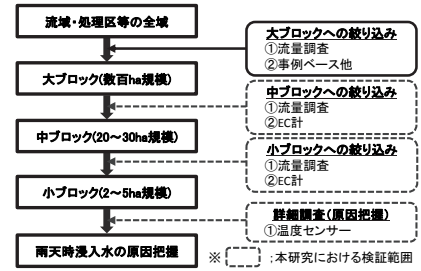 流域・処理区等の全域
大ブロックへの絞り込み
①流量調査
②事例ベース他
大ブロック(数百ha規模)
中ブロックへの絞り込み
①流量調査
②EC計
中ブロック(20～30ha規模)
小ブロックへの絞り込み
①流量調査
②EC計
小ブロック(2～5ha規模)
詳細調査(原因把握)
①温度センサー
雨天時浸入水の原因把握
※ :本研究における検証範囲